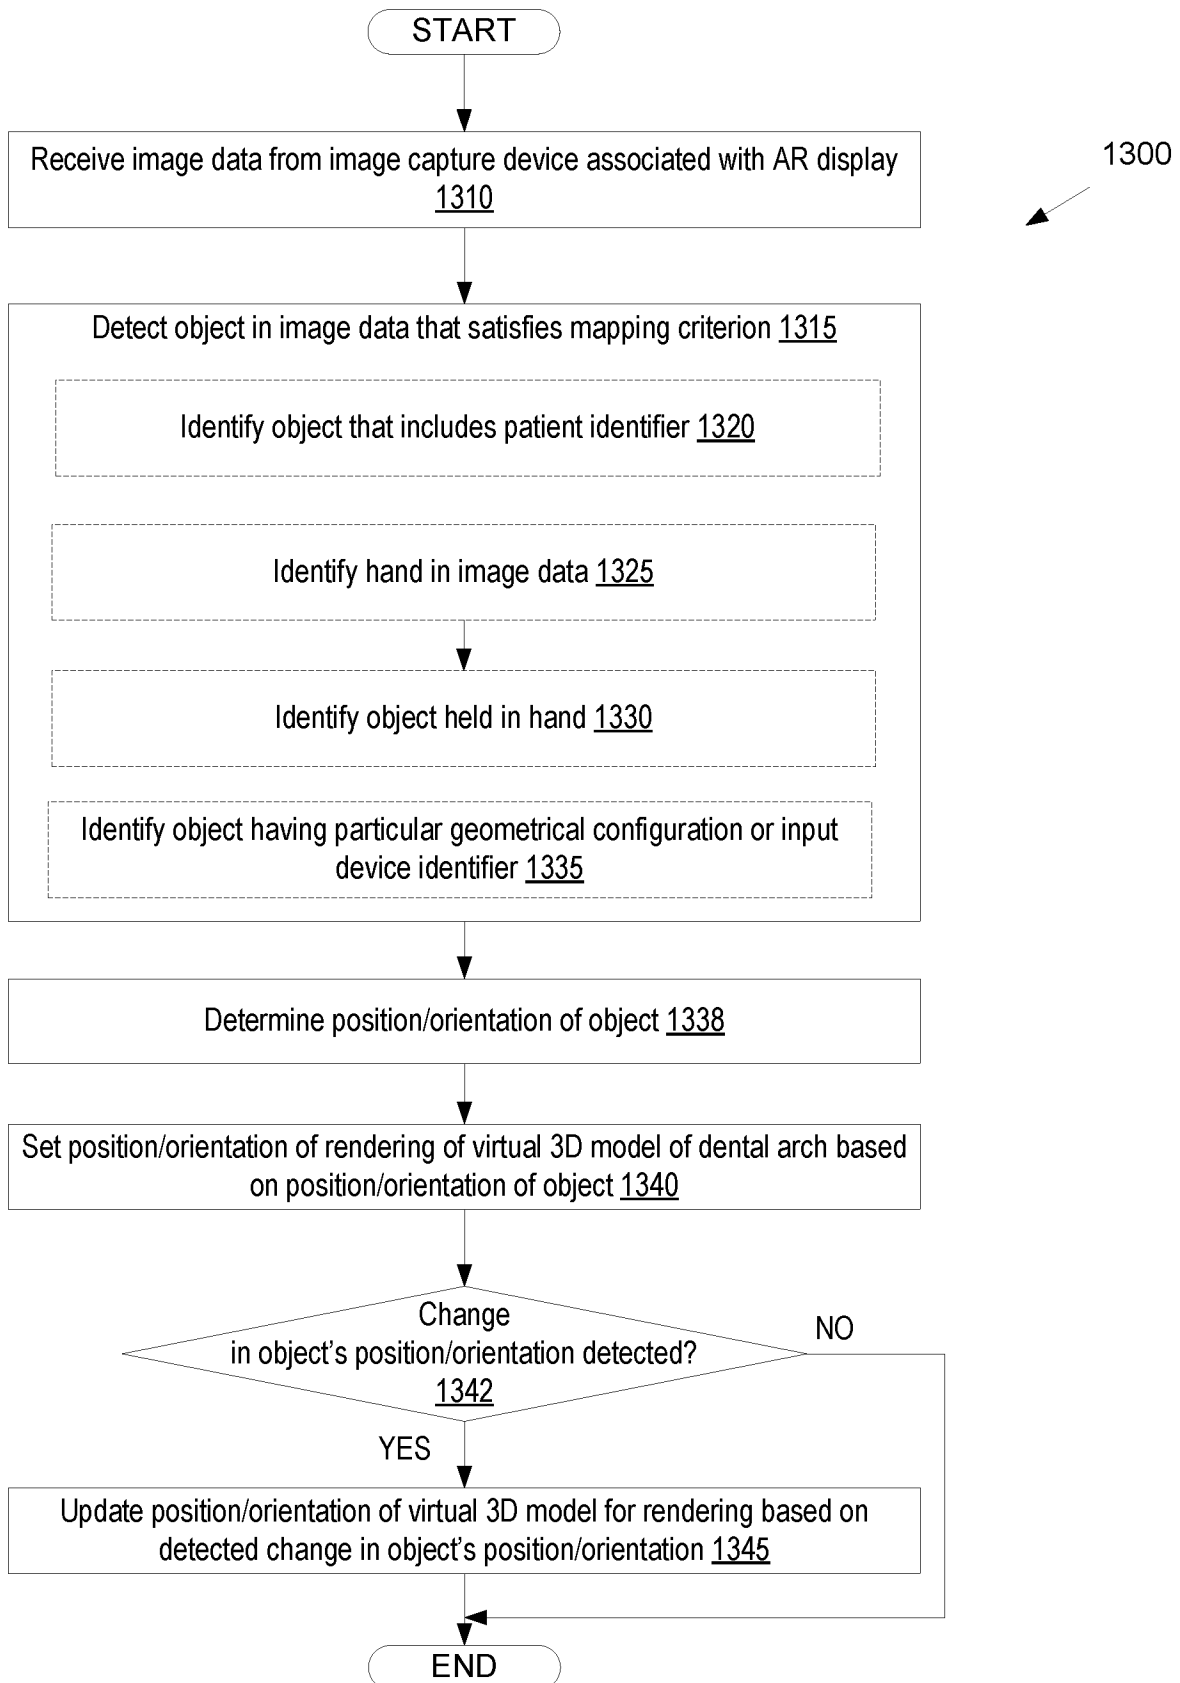 START
Receive image data from image capture device associated with AR display
1310
1300
Detect object in image data that satisfies mapping criterion 1315
Identify object that includes patient identifier 1320
Identify hand in image data 1325
Identify object held in hand 1330
Identify object having particular geometrical configuration or input
device identifier 1335
Determine position/orientation of object 1338
Set position/orientation of rendering of virtual 3D model of dental arch based
on position/orientation of object 1340
Change
in object’s position/orientation detected?
1342
NO
YES
Update position/orientation of virtual 3D model for rendering based on
detected change in object’s position/orientation 1345
END